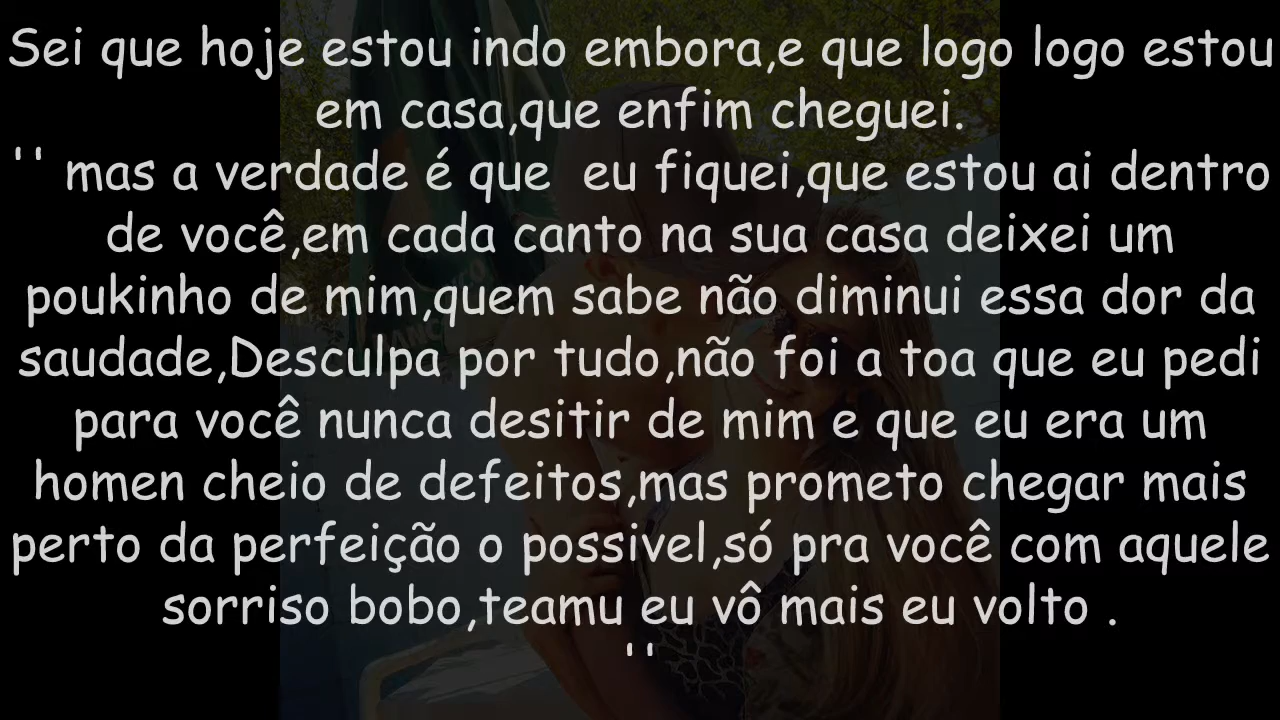 Sei que hoje estou indo embora,e que logo logo estou
em casa,que enfim cheguei.
'' mas a verdade é que  eu fiquei,que estou ai dentro
de você,em cada canto na sua casa deixei um
poukinho de mim,quem sabe não diminui essa dor da
saudade,Desculpa por tudo,não foi a toa que eu pedi
para você nunca desitir de mim e que eu era um
homen cheio de defeitos,mas prometo chegar mais
perto da perfeição o possivel,só pra você com aquele
sorriso bobo,teamu eu vô mais eu volto .
''